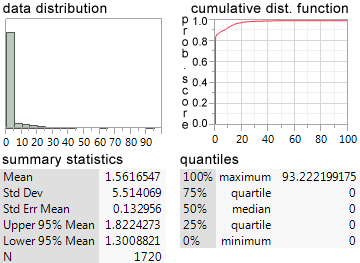 data distribution
0 10 20 30 40 50 60 70 80 90
cumulative dist. function
prob. score
1.0
0.8
0.6
0.4
0.2
0.0
0 20 40 60 80 100
summary statistics
Mean 1.5616547
Std Dev 5.514069
Std Err Mean 0.132956
Upper 95% Mean 1.8224273
Lower 95% Mean 1.3008821
N 1720
quantiles
100% maximum 93.222199175
75% quartile 0
50% median 0
25% quartile 0
0% minimum 0